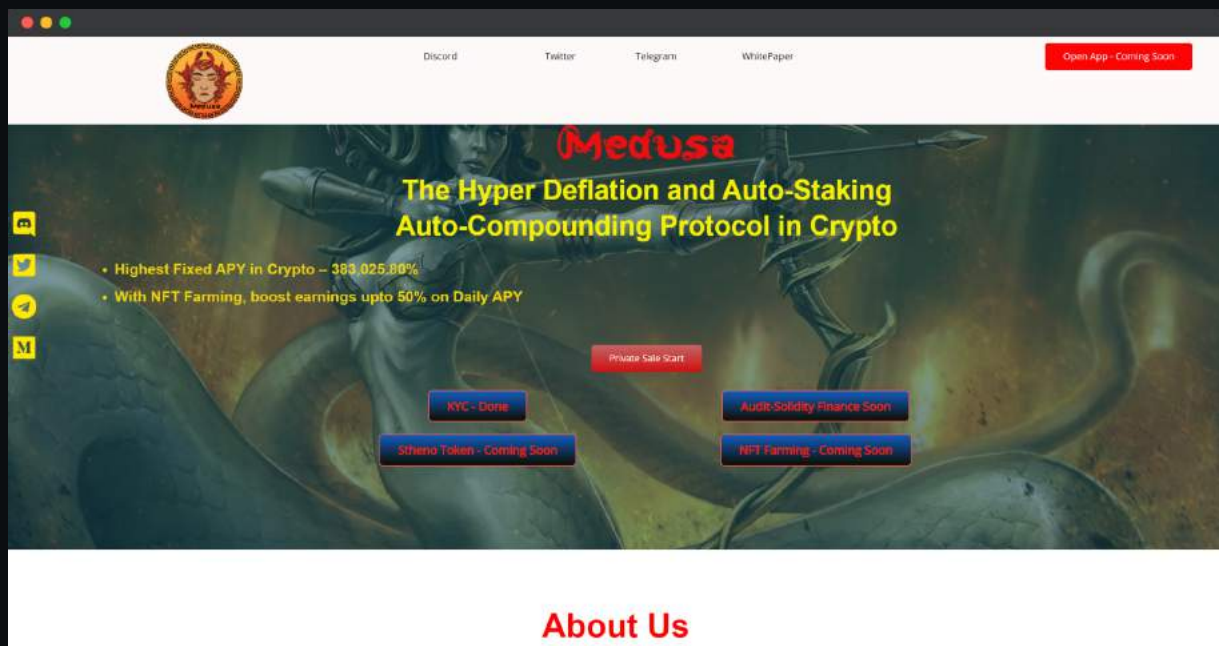 Discord Twitter Telegram WhitePaper Open App - Coming Soon
Medusa
Medusa
The Hyper Deflation and Auto-Staking
Auto-Compounding Protocol in Crypto
• Highest Fixed APY in Crypto – 383,025.80%
• With NFT Farming, boost earnings upto 50% on Daily APY
M
Private Sale Start
KYC - Done Audit-Solidity Finance Soon
Stheno Token - Coming Soon NFT Farming - Coming Soon
About Us